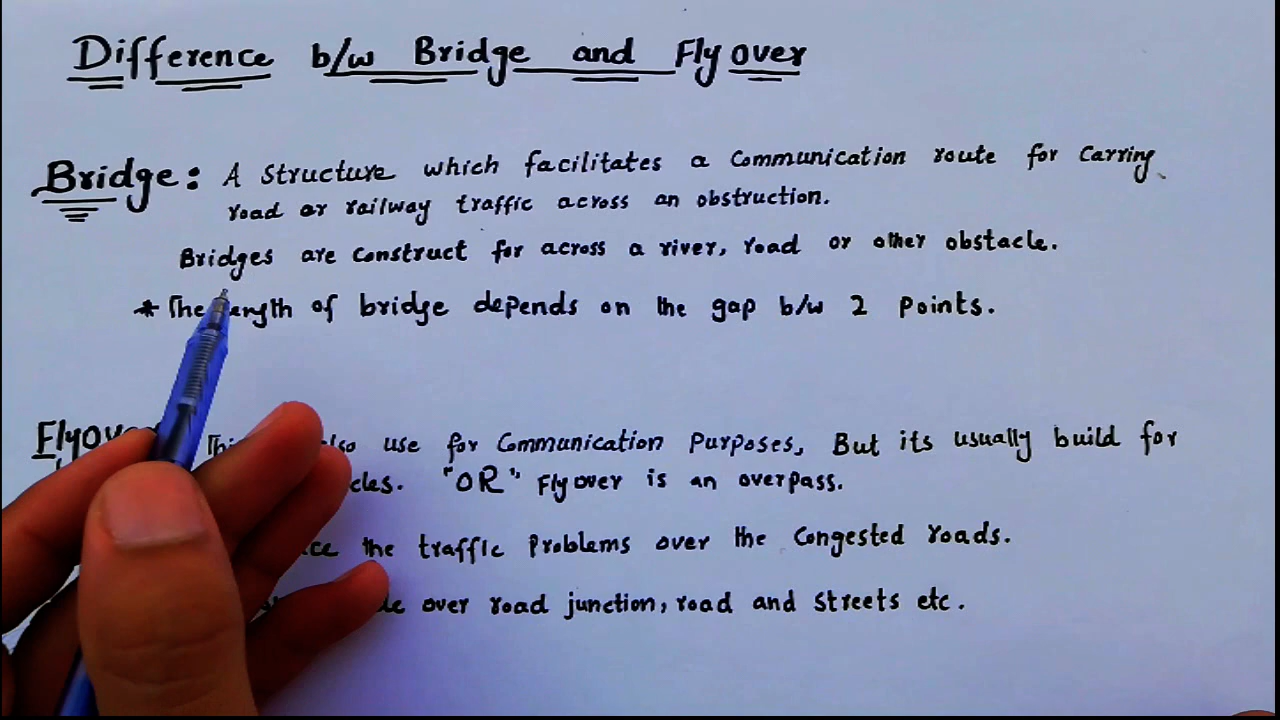 Difference b/w Bridge and Flyover
Bridge: A structure which facilitates a communication route for carring
road or railway traffic across an obstruction.
Bridges are construct for across a river, road or other obstacle.
* The length of bridge depends on the gap b/w 2 points.
Flyover also use for communication purposes, But its usually build for
"OR" Flyover is an overpass.
the traffic problems over the congested roads.
over road junction, road and streets etc.